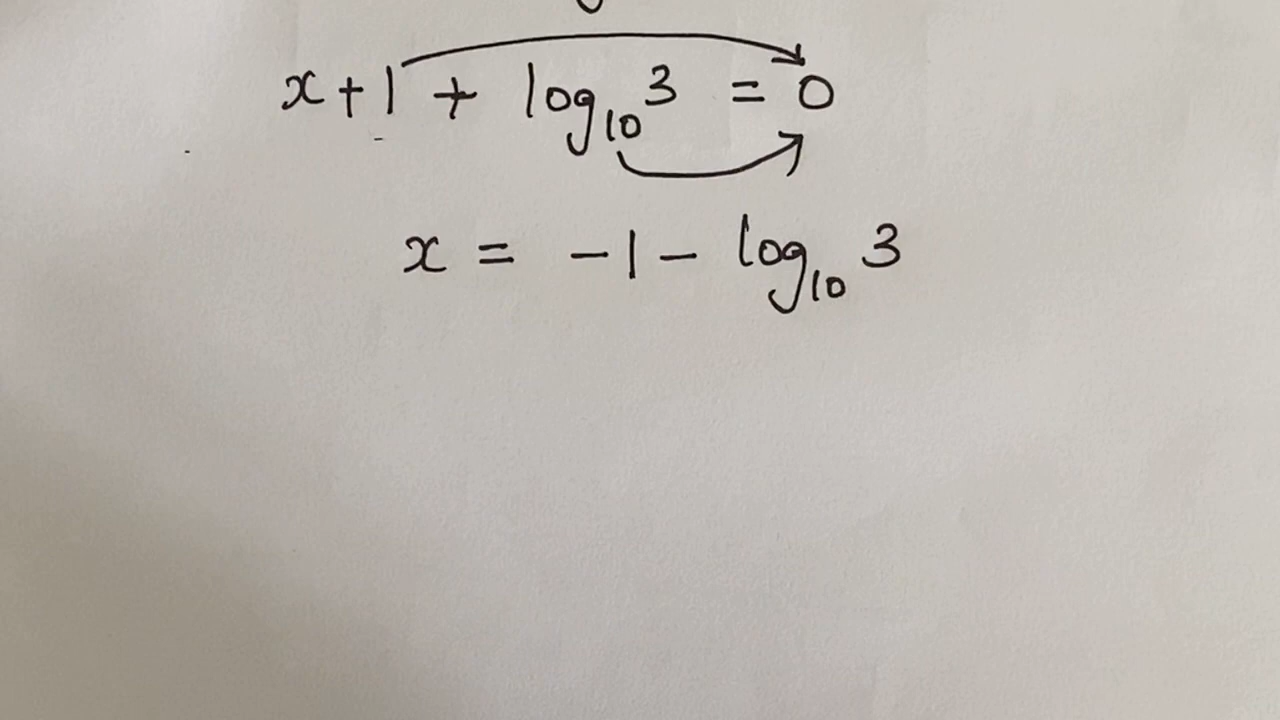 x+1 + log₁₀3 = 0
x = -1 - log₁₀3